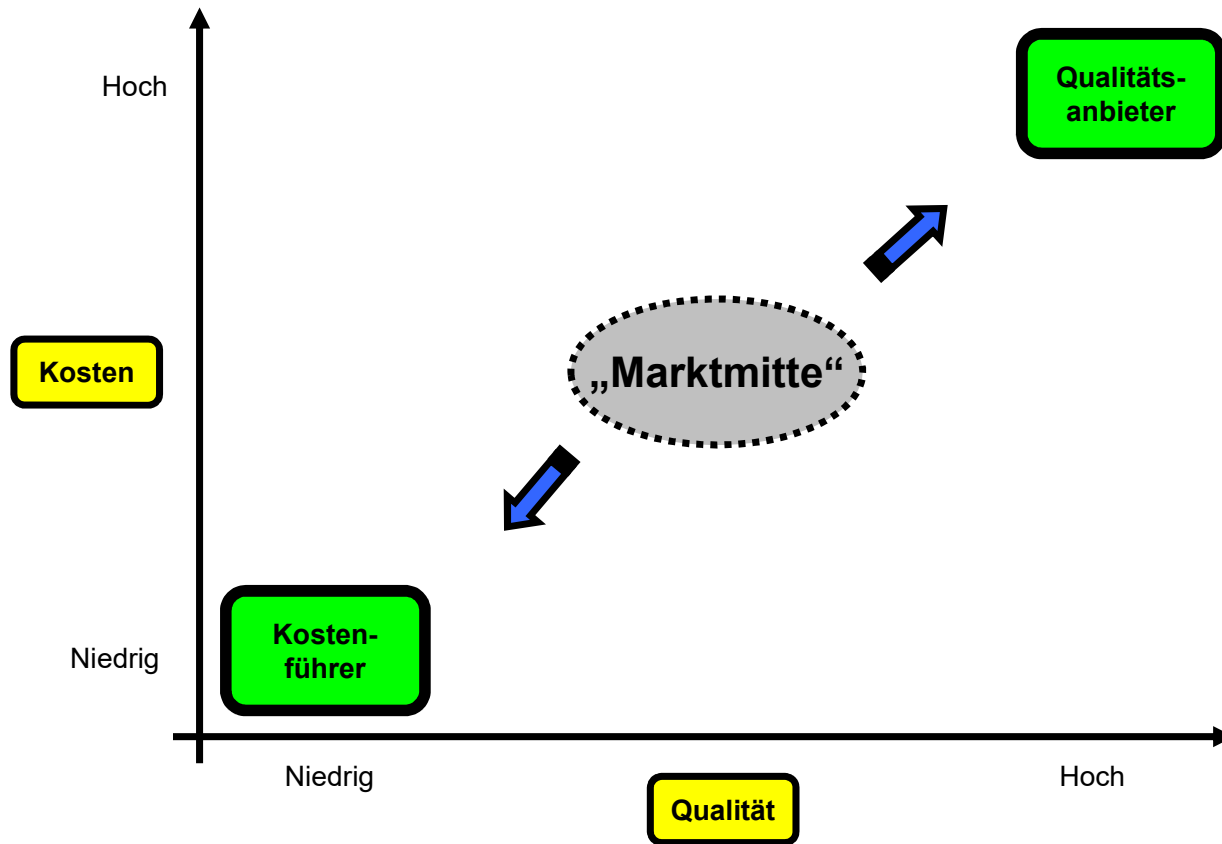 Hoch
Qualitäts-
anbieter
Kosten
„Marktmitte“
Kosten-
führer
Niedrig
Niedrig
Hoch
Qualität